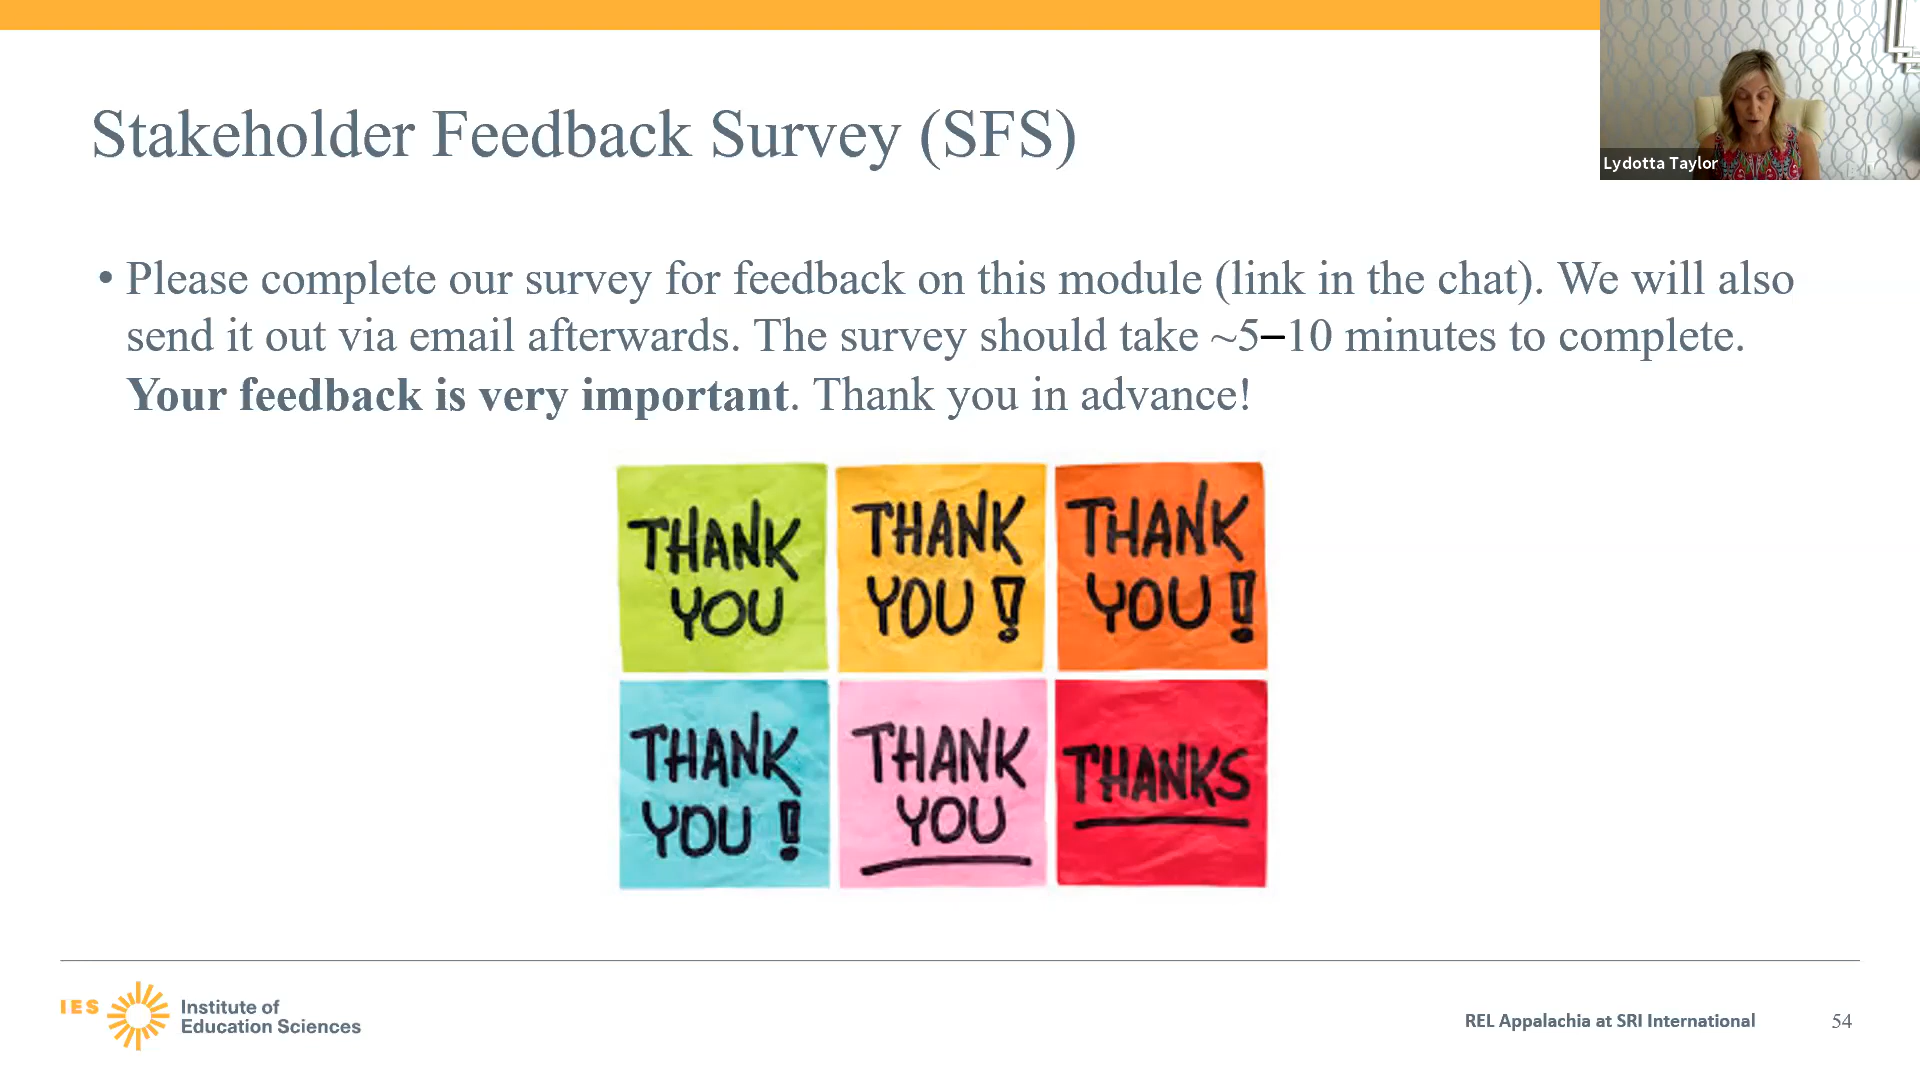 Lydotta Taylor
Stakeholder Feedback Survey (SFS)
• Please complete our survey for feedback on this module (link in the chat). We will also
send it out via email afterwards. The survey should take ~5–10 minutes to complete.
Your feedback is very important. Thank you in advance!
THANK
YOU
THANK
YOU!
THANK
YOU!
THANK
YOU!
THANK
YOU
THANKS
IES
Institute of
Education Sciences
REL Appalachia at SRI International
54